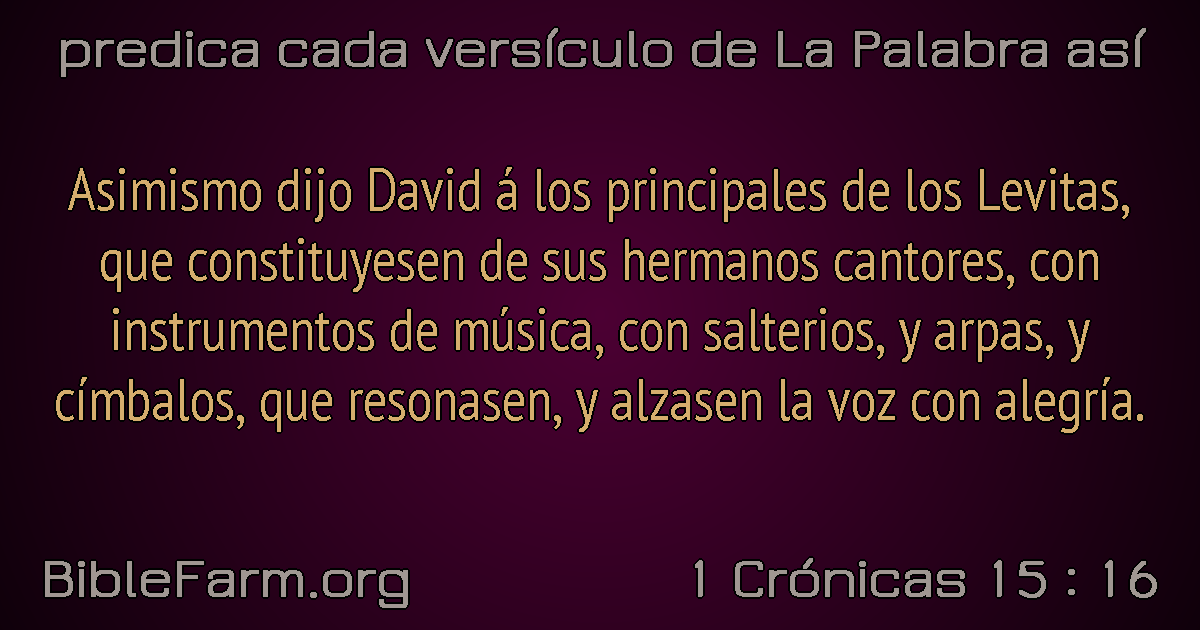 predica cada versículo de La Palabra así
Asimismo dijo David á los principales de los Levitas,
que constituyesen de sus hermanos cantores, con
instrumentos de música, con salterios, y arpas, y
címbalos, que resonasen, y alzasen la voz con alegría.
BibleFarm.org
1 Crónicas 15 : 16